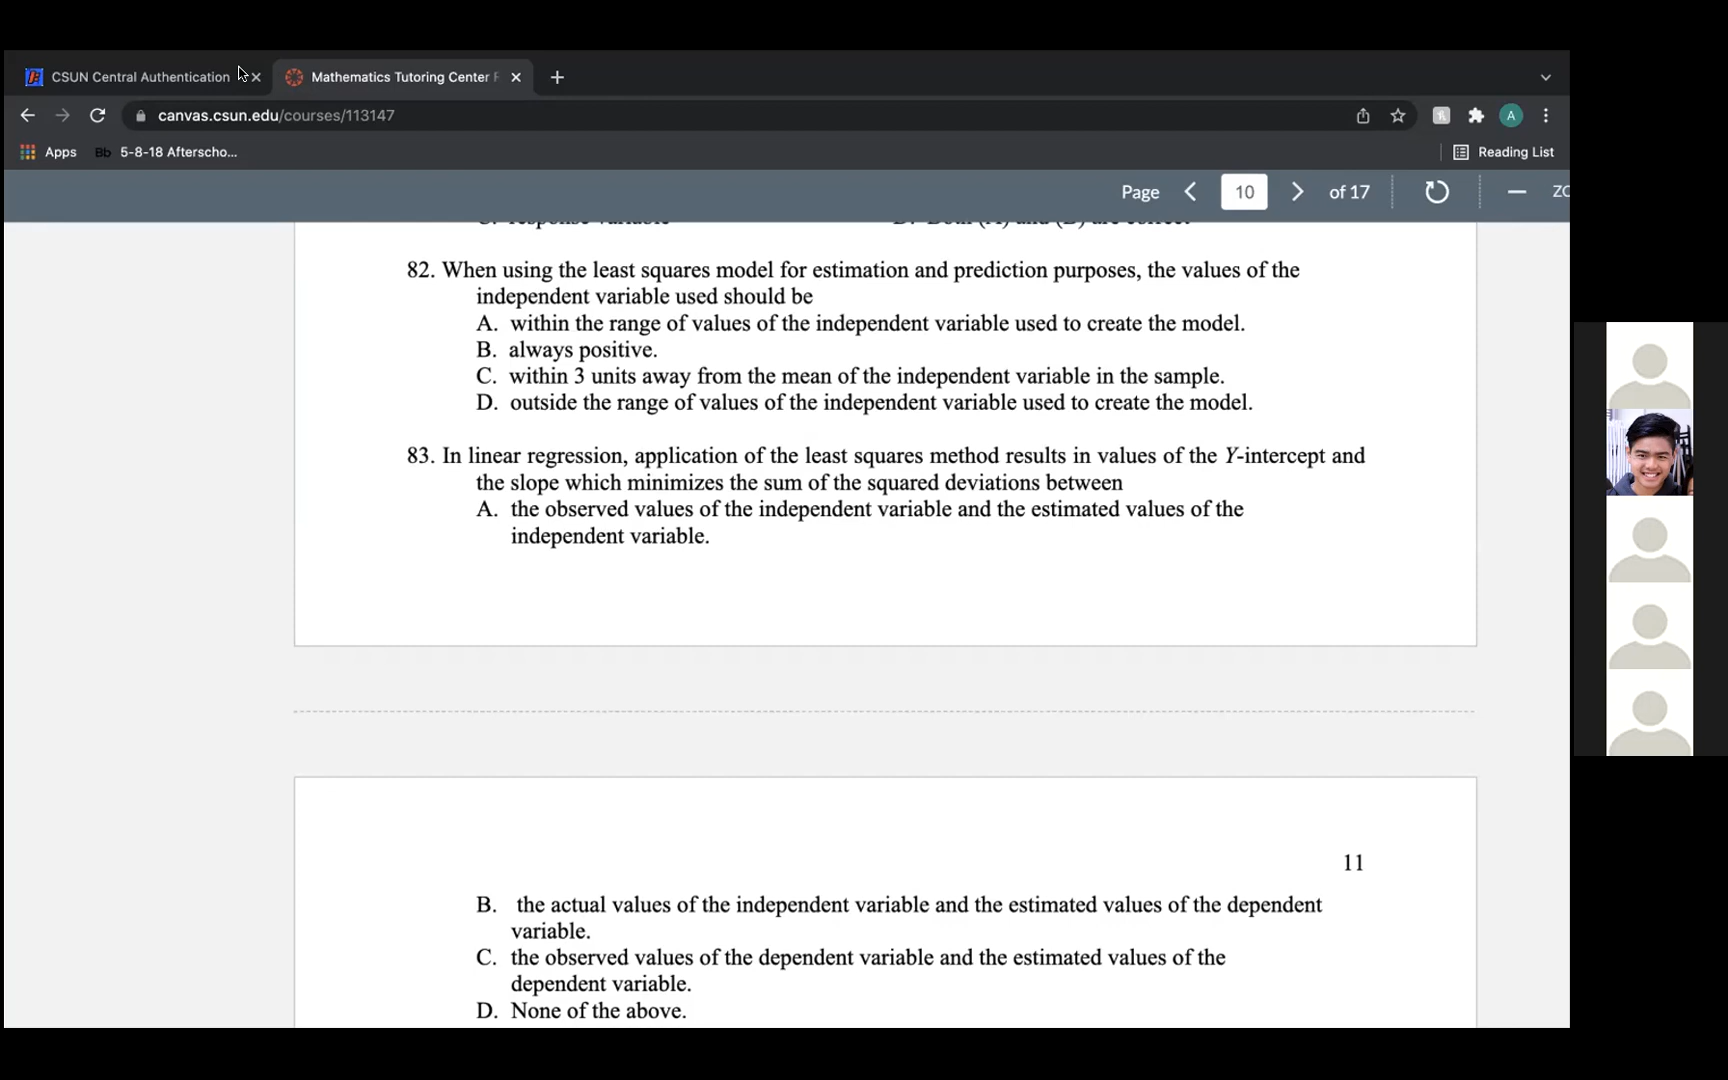 CSUN Central Authentication
Mathematics Tutoring Center F
canvas.csun.edu/courses/113147
A
Apps
Bb 5-8-18 Afterscho...
Reading List
Page 10 of 17
ZO
C. response variable D. Both (A) and (B) are correct
82. When using the least squares model for estimation and prediction purposes, the values of the
independent variable used should be
A. within the range of values of the independent variable used to create the model.
B. always positive.
C. within 3 units away from the mean of the independent variable in the sample.
D. outside the range of values of the independent variable used to create the model.
83. In linear regression, application of the least squares method results in values of the Y-intercept and
the slope which minimizes the sum of the squared deviations between
A. the observed values of the independent variable and the estimated values of the
independent variable.
11
B. the actual values of the independent variable and the estimated values of the dependent
variable.
C. the observed values of the dependent variable and the estimated values of the
dependent variable.
D. None of the above.